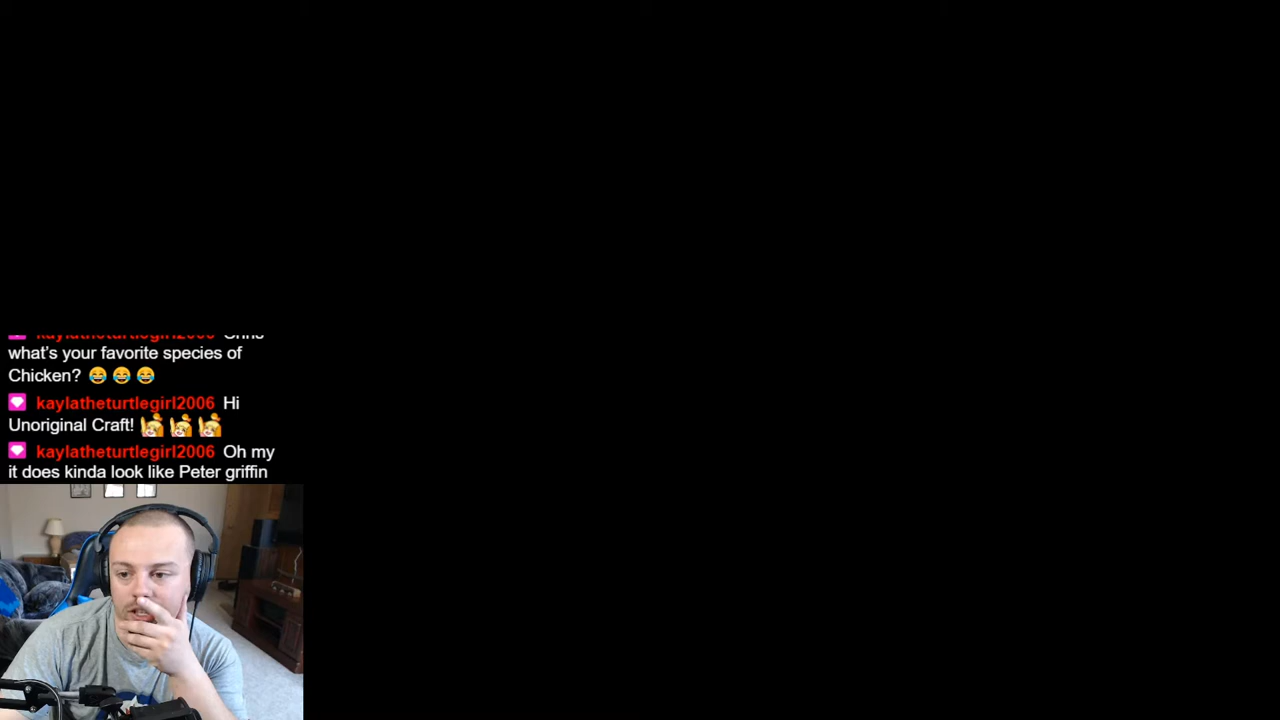 what's your favorite species of
Chicken? 😂 😂 😂
kaylatheturtlegirl2006 Hi
Unoriginal Craft!
kaylatheturtlegirl2006 Oh my
it does kinda look like Peter griffin